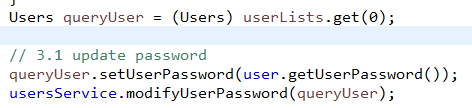 }
Users queryUser = (Users) userLists.get(0);
// 3.1 update password
queryUser.setUserPassword(user.getUserPassword());
usersService.modifyUserPassword(queryUser);